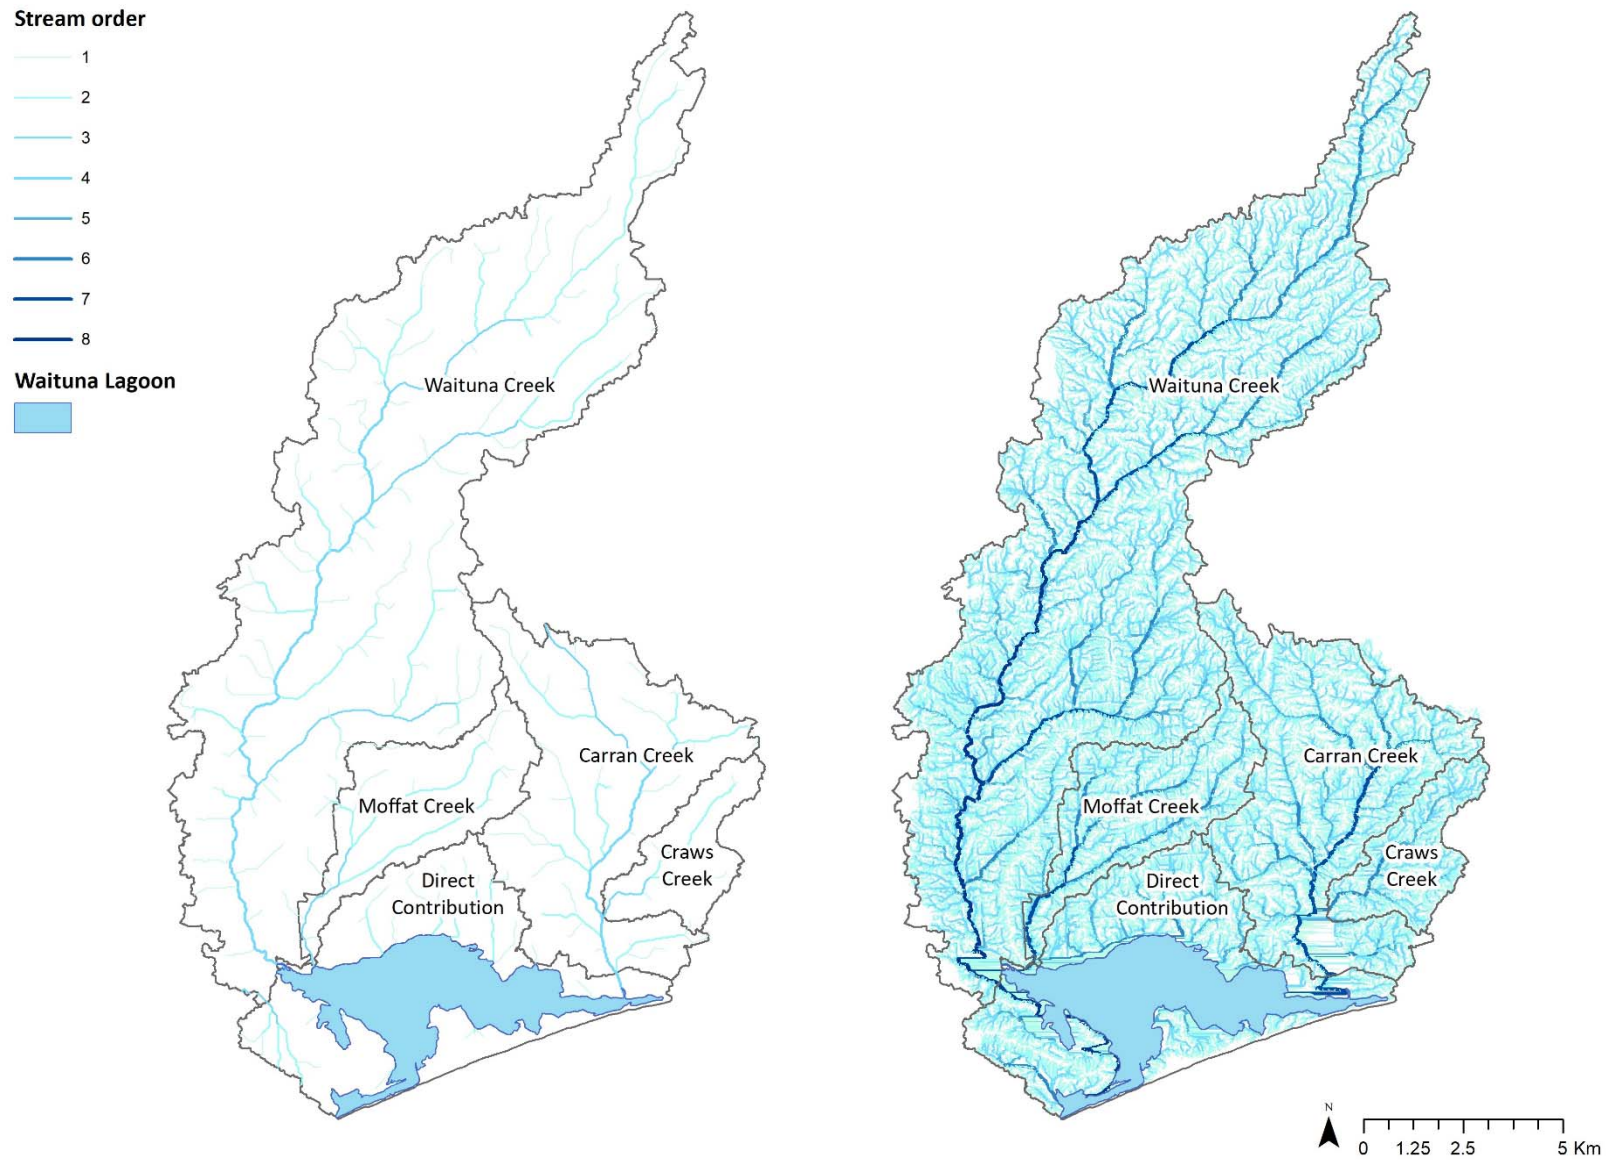 Stream order
1
2
3
4
5
6
7
8
Waituna Lagoon
Waituna Creek
Carran Creek
Moffat Creek
Craws
Creek
Direct
Contribution
Waituna Creek
Carran Creek
Moffat Creek
Craws
Creek
Direct
Contribution
N
0 1.25 2.5 5 Km